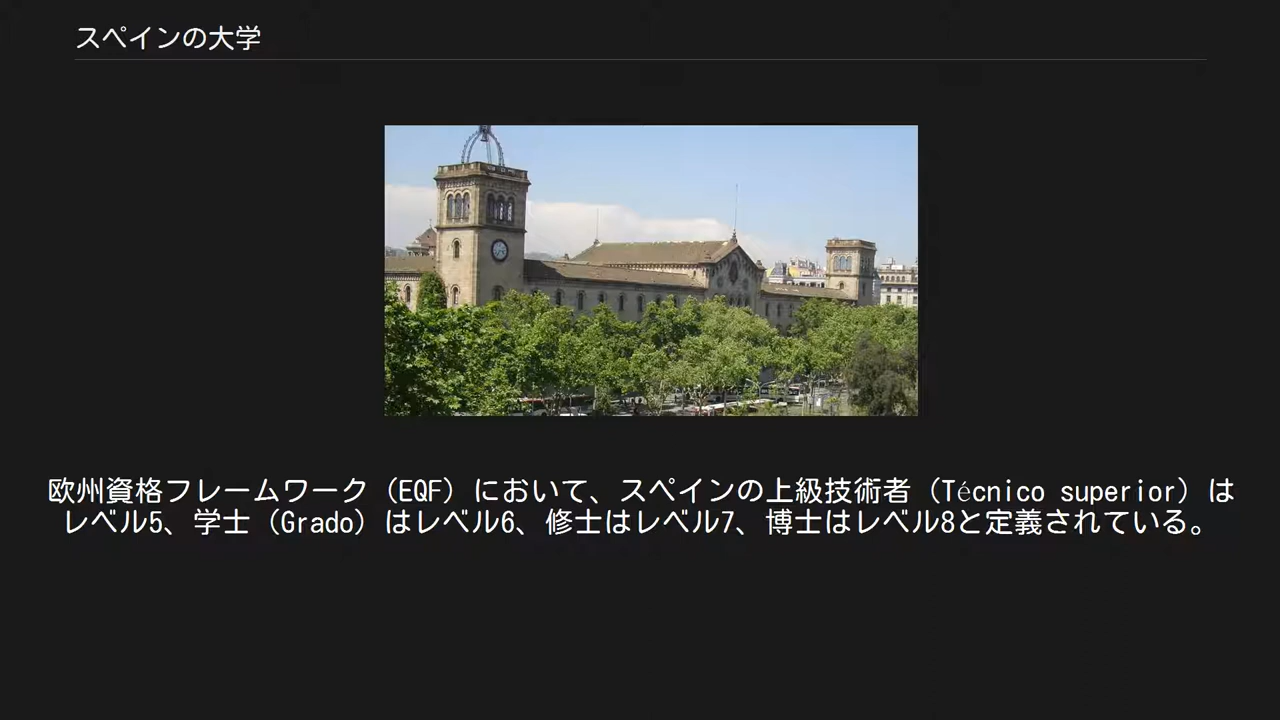 スペインの大学
欧州資格フレームワーク（EQF）において、スペインの上級技術者（Técnico superior）は
レベル5、学士（Grado）はレベル6、修士はレベル7、博士はレベル8と定義されている。